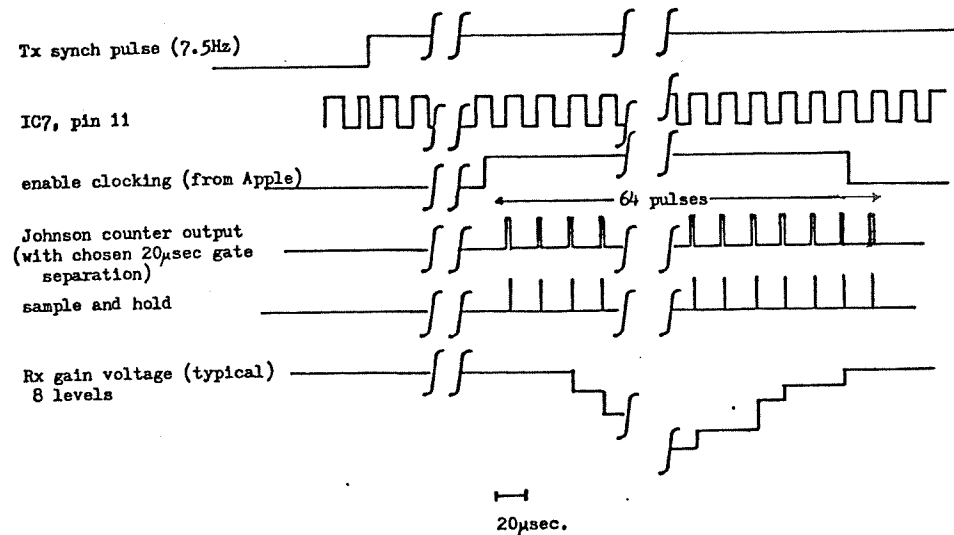 Tx synch pulse (7.5Hz)
IC7, pin 11
enable clocking (from Apple)
64 pulses
Johnson counter output
(with chosen 20μsec gate
separation)
sample and hold
Rx gain voltage (typical)
8 levels
20μsec.